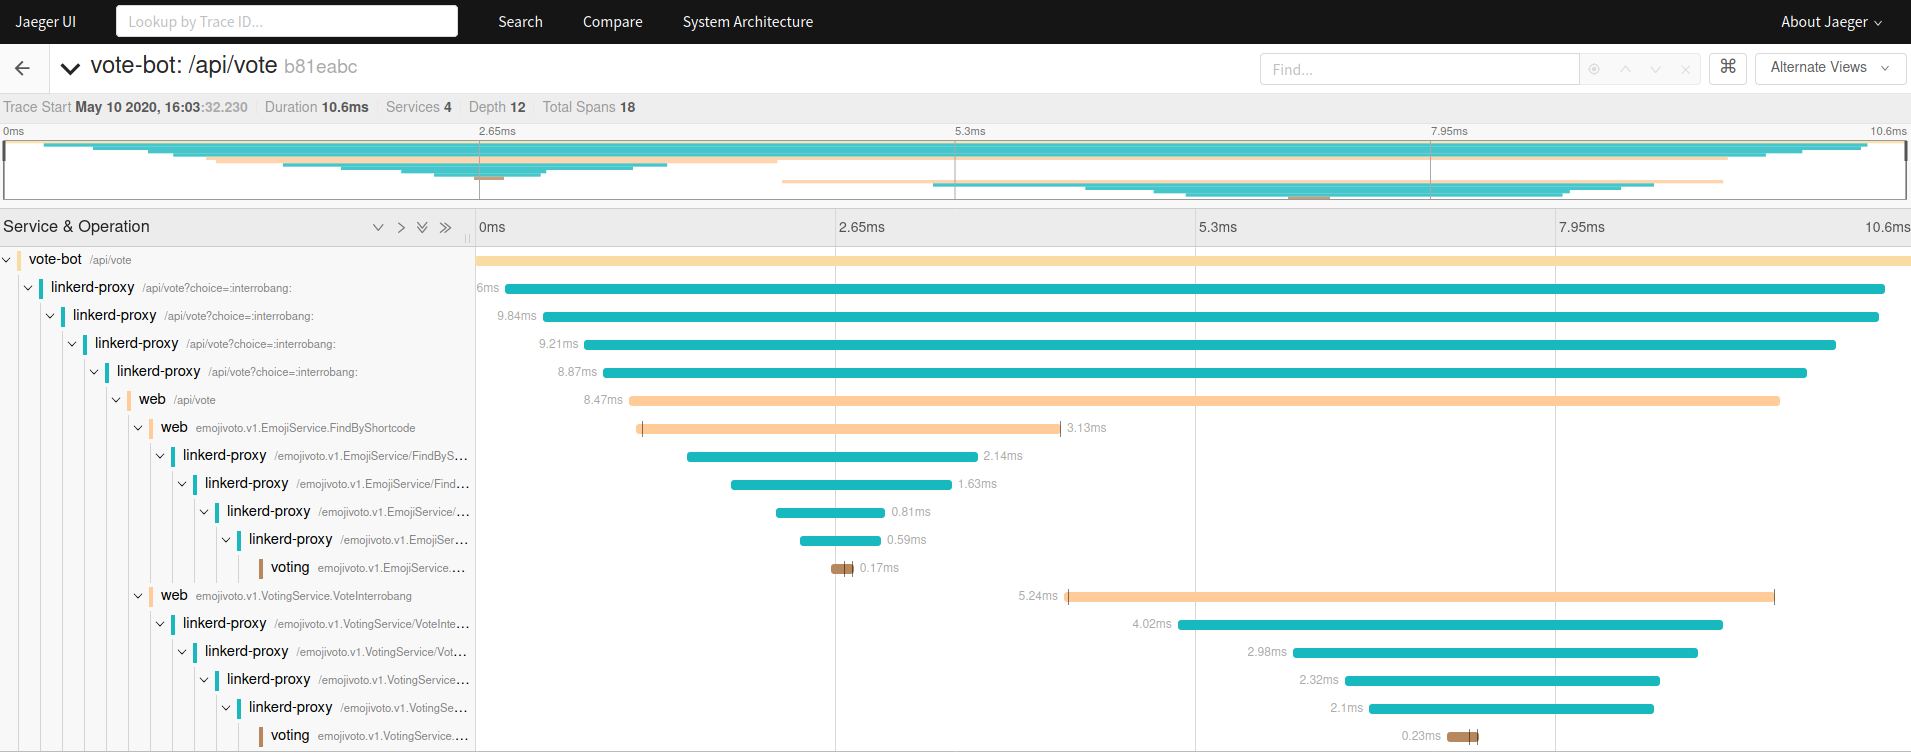 Jaeger UI Lookup by Trace ID... Search Compare System Architecture About Jaeger
vote-bot: /api/vote b81eabc Find... ⌘ Alternate Views
Trace Start May 10 2020, 16:03:32.230 Duration 10.6ms Services 4 Depth 12 Total Spans 18
0ms 2.65ms 5.3ms 7.95ms 10.6ms
Service & Operation 0ms 2.65ms 5.3ms 7.95ms 10.6ms
vote-bot /api/vote
linkerd-proxy /api/vote?choice=:interrobang: 6ms
linkerd-proxy /api/vote?choice=:interrobang: 9.84ms
linkerd-proxy /api/vote?choice=:interrobang: 9.21ms
linkerd-proxy /api/vote?choice=:interrobang: 8.87ms
web /api/vote 8.47ms
web emojivoto.v1.EmojiService.FindByShortcode 3.13ms
linkerd-proxy /emojivoto.v1.EmojiService/FindByS... 2.14ms
linkerd-proxy /emojivoto.v1.EmojiService/Find... 1.63ms
linkerd-proxy /emojivoto.v1.EmojiService/... 0.81ms
linkerd-proxy /emojivoto.v1.EmojiSer... 0.59ms
voting emojivoto.v1.EmojiService.... 0.17ms
web emojivoto.v1.VotingService.VoteInterrobang 5.24ms
linkerd-proxy /emojivoto.v1.VotingService/VoteInte... 4.02ms
linkerd-proxy /emojivoto.v1.VotingService/Vot... 2.98ms
linkerd-proxy /emojivoto.v1.VotingService... 2.32ms
linkerd-proxy /emojivoto.v1.VotingSe... 2.1ms
voting emojivoto.v1.VotingService.... 0.23ms